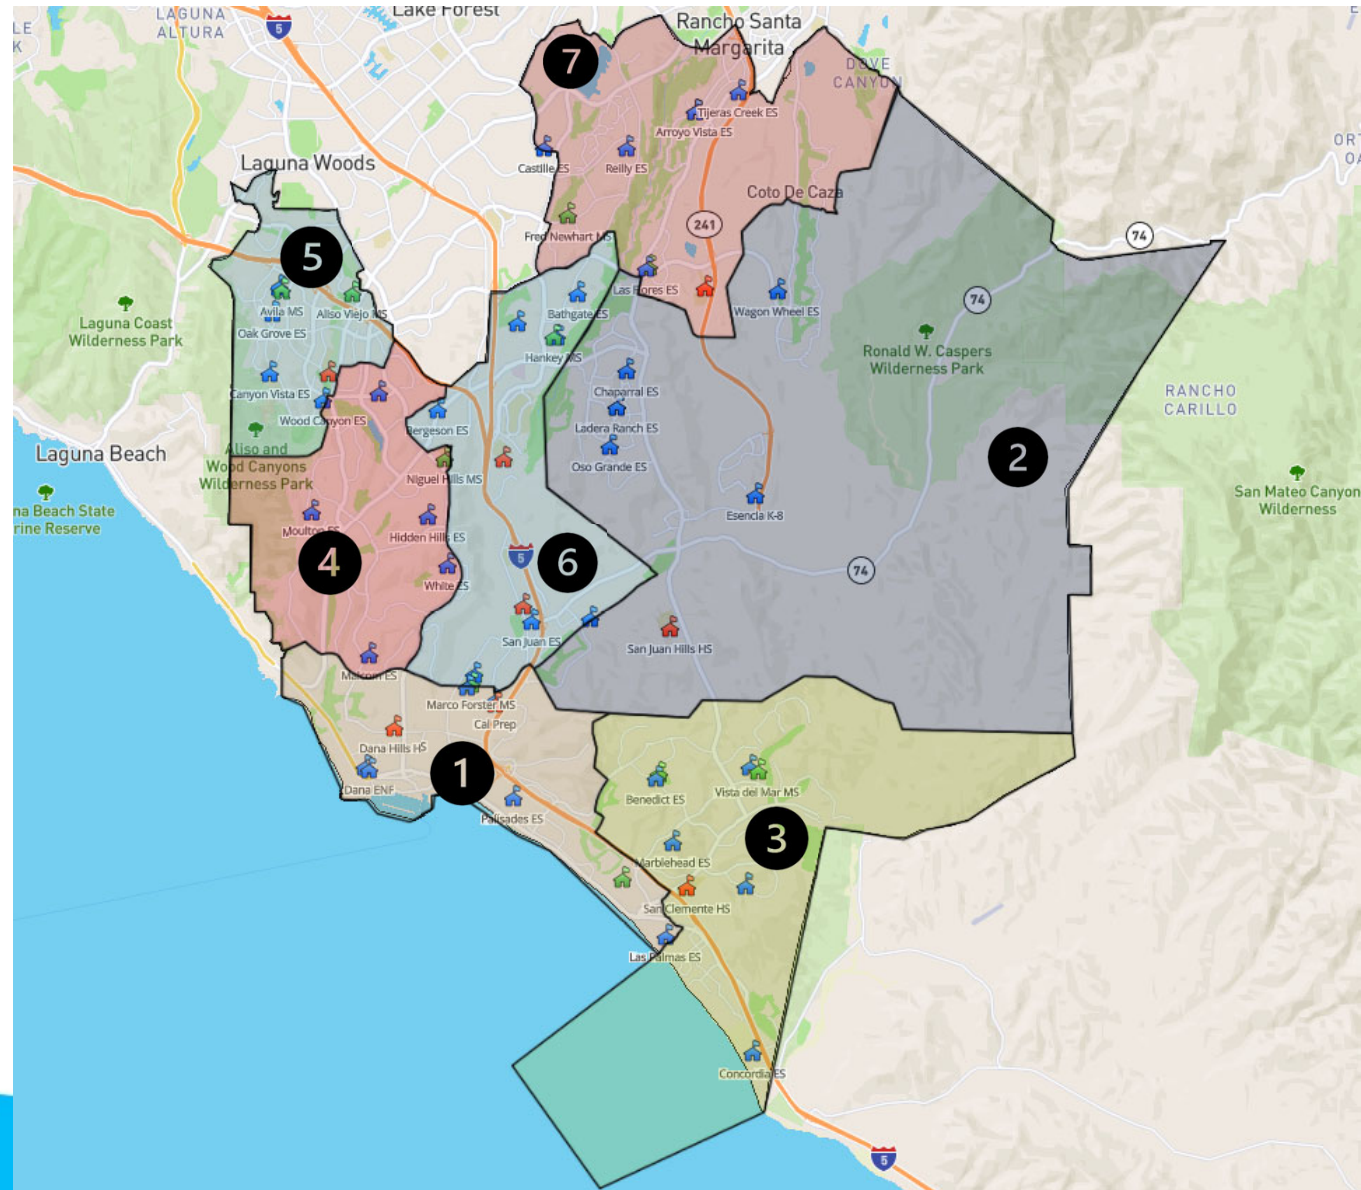 LAGUNA
ALTURA
Lake Forest
Rancho Santa
Margarita
5
7
DOVE
CANYON
Tijeras Creek ES
Arroyo Vista ES
Laguna Woods
Castille ES
Reilly ES
Coto De Caza
241
Fred Newhart MS
74
5
Las Flores ES
Wagon Wheel ES
74
Avila MS
Aliso Viejo MS
Bathgate ES
Oak Grove ES
Laguna Coast
Wilderness Park
Hankey MS
Ronald W. Caspers
Wilderness Park
Canyon Vista ES
Chaparral ES
RANCHO
CARILLO
Wood Canyon ES
Bergeson ES
Ladera Ranch ES
Laguna Beach
Aliso and
Wood Canyons
Wilderness Park
Oso Grande ES
2
Niguel Hills MS
San Mateo Canyon
Wilderness
na Beach State
rine Reserve
Moulton ES
Hidden Hills ES
Esencia K-8
4
5
6
74
White ES
San Juan ES
San Juan Hills HS
Malcom ES
Marco Forster MS
Cal Prep
Dana Hills HS
1
Dana ENF
Palisades ES
Benedict ES
Vista del Mar MS
3
Marblehead ES
San Clemente HS
Las Palmas ES
Concordia ES
5